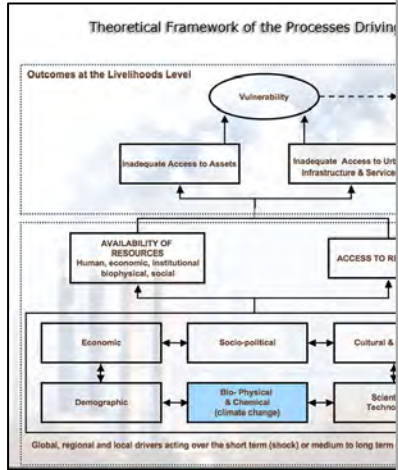 Theoretical Framework of the Processes Driving
Outcomes at the Livelihoods Level
Vulnerability
Inadequate Access to Assets
Inadequate Access to Urb
Infrastructure & Service
AVAILABILITY OF
RESOURCES
Human, economic, institutional
biophysical, social
ACCESS TO RE
Economic
Socio-political
Cultural &
Demographic
Bio- Physical
& Chemical
(climate change)
Scient
Technol
Global, regional and local drivers acting over the short term (shock) or medium to long term